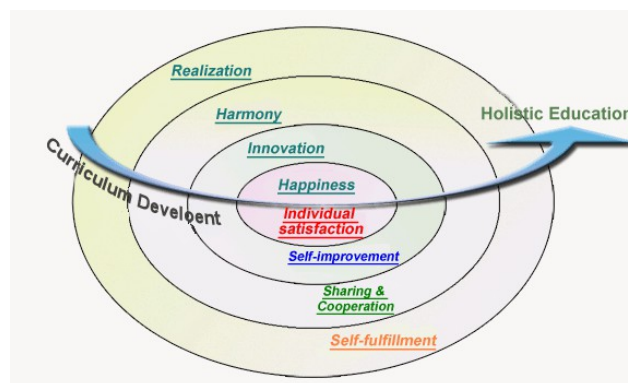 Realization
Harmony
Holistic Education
Innovation
Curriculum Develoent
Happiness
Individual
satisfaction
Self-improvement
Sharing &
Cooperation
Self-fulfillment